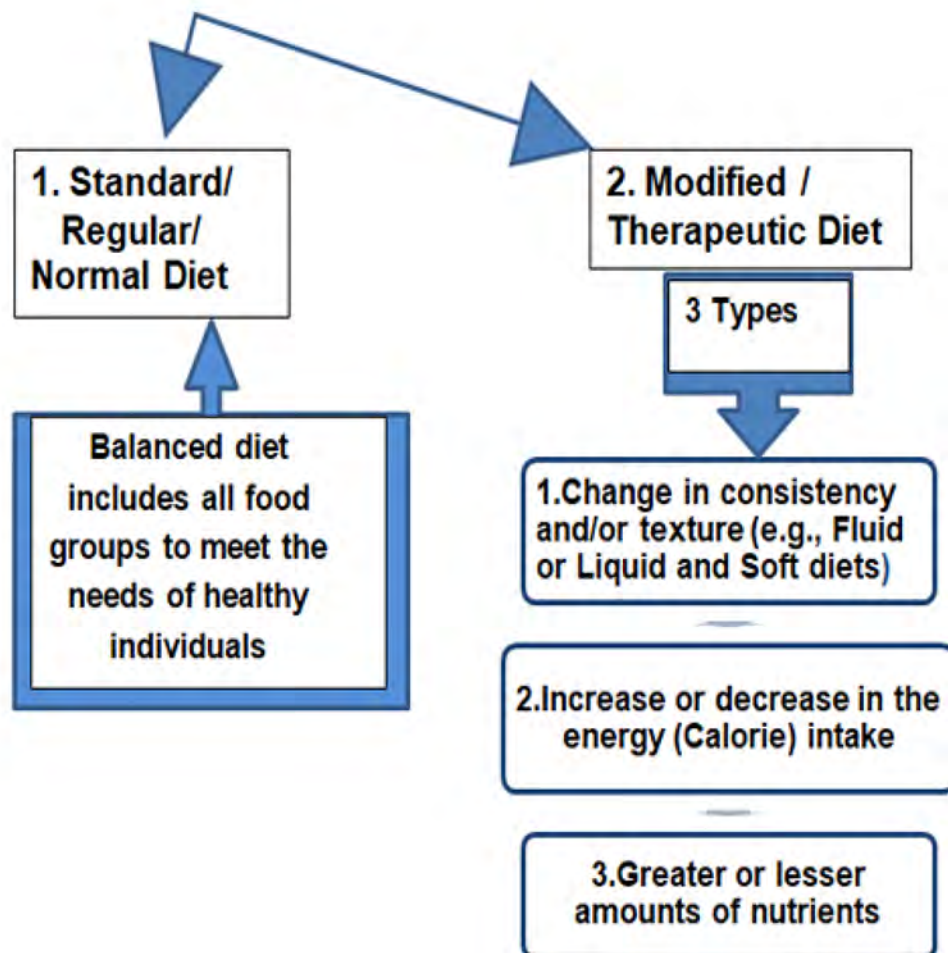 1. Standard/
Regular/
Normal Diet
Balanced diet
includes all food
groups to meet the
needs of healthy
individuals
2. Modified /
Therapeutic Diet
3 Types
1.Change in consistency
and/or texture (e.g., Fluid
or Liquid and Soft diets)
2.Increase or decrease in the
energy (Calorie) intake
3.Greater or lesser
amounts of nutrients